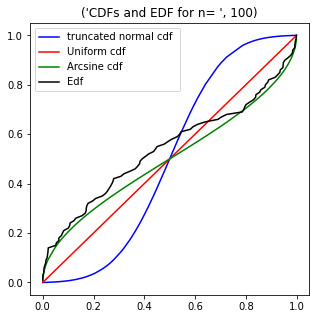 ('CDFs and EDF for n= ', 100)
truncated normal cdf
Uniform cdf
Arcsine cdf
Edf
1.0
0.8
0.6
0.4
0.2
0.0
0.0 0.2 0.4 0.6 0.8 1.0